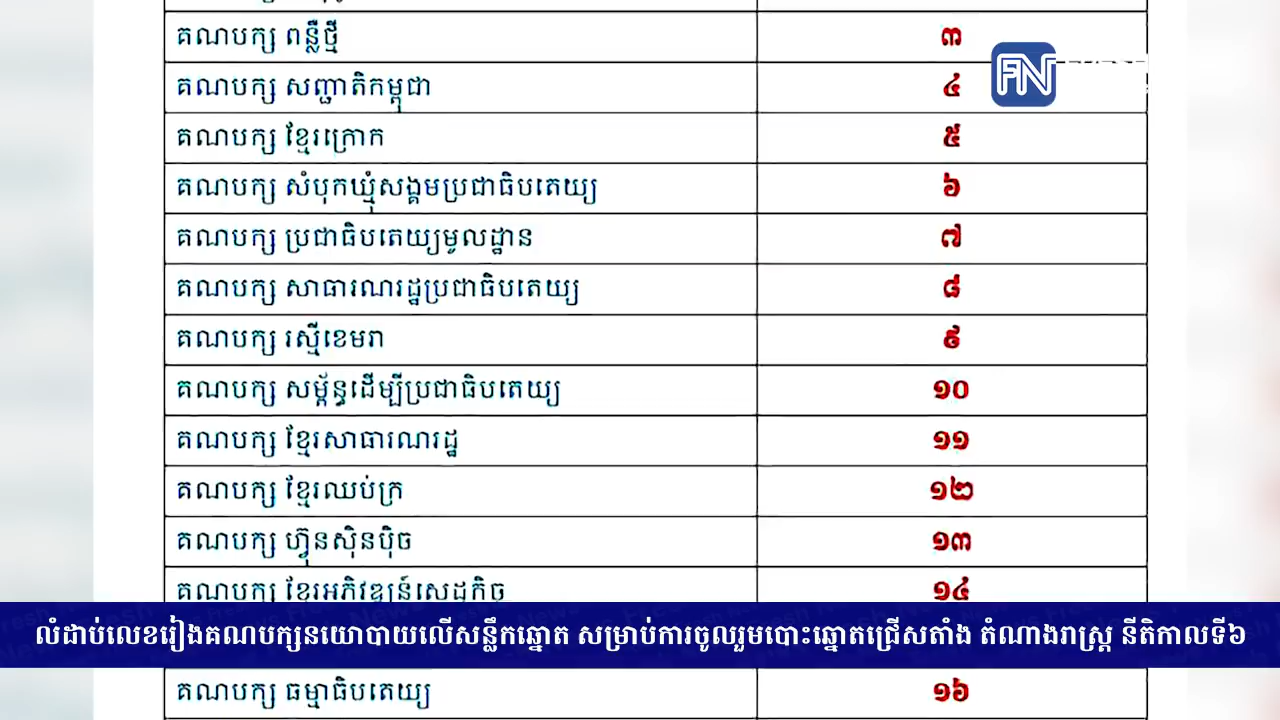 គណបក្ស ពន្លឺថ្មី ៣
គណបក្ស សញ្ជាតិកម្ពុជា ៤
FN
គណបក្ស ខ្មែរក្រោក ៥
គណបក្ស សំបុកឃ្មុំសង្គមប្រជាធិបតេយ្យ ៦
គណបក្ស ប្រជាធិបតេយ្យមូលដ្ឋាន ៧
គណបក្ស សាធារណរដ្ឋប្រជាធិបតេយ្យ ៨
គណបក្ស រស្មីខេមរា ៩
គណបក្ស សម្ព័ន្ធដើម្បីប្រជាធិបតេយ្យ ១០
គណបក្ស ខ្មែរសាធារណរដ្ឋ ១១
គណបក្ស ខ្មែរឈប់ក្រ ១២
គណបក្ស ហ្វ៊ុនស៊ិនប៉ិច ១៣
គណបក្ស ខ្មែរអភិវឌ្ឍន៍សេដ្ឋកិច្ច ១៤
លំដាប់លេខរៀងគណបក្សនយោបាយលើសន្លឹកឆ្នោត សម្រាប់ការចូលរួមបោះឆ្នោតជ្រើសតាំង តំណាងរាស្ត្រ នីតិកាលទី៦
គណបក្ស ធម្មាធិបតេយ្យ ១៦